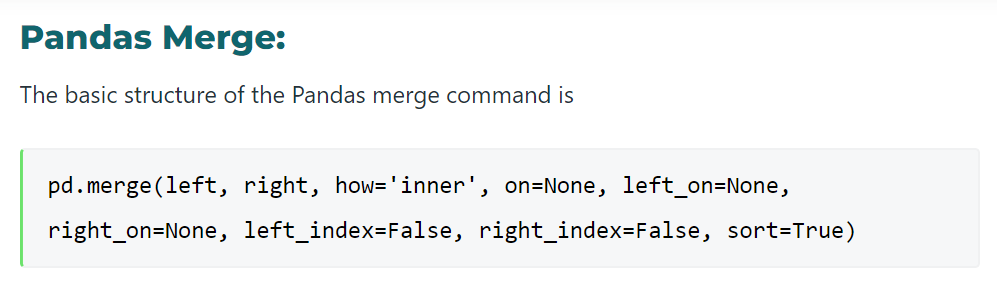 Pandas Merge:
The basic structure of the Pandas merge command is
pd.merge(left, right, how='inner', on=None, left_on=None,
right_on=None, left_index=False, right_index=False, sort=True)